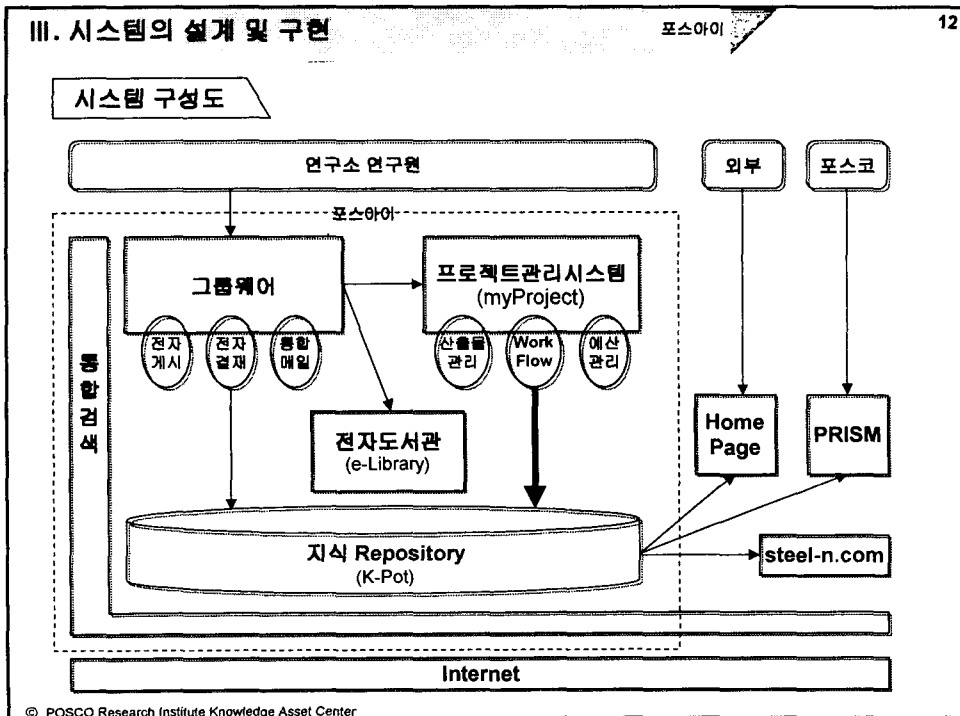 III. 시스템의 설계 및 구현
포스아이
12
시스템 구성도
연구소 연구원
외부
포스코
포스아이
그룹웨어
프로젝트관리시스템
(myProject)
전자
게시
전자
결재
통합
메일
산출물
관리
Work
Flow
예산
관리
통
합
검
색
전자도서관
(e-Library)
Home
Page
PRISM
지식 Repository
(K-Pot)
steel-n.com
Internet
© POSCO Research Institute Knowledge Asset Center